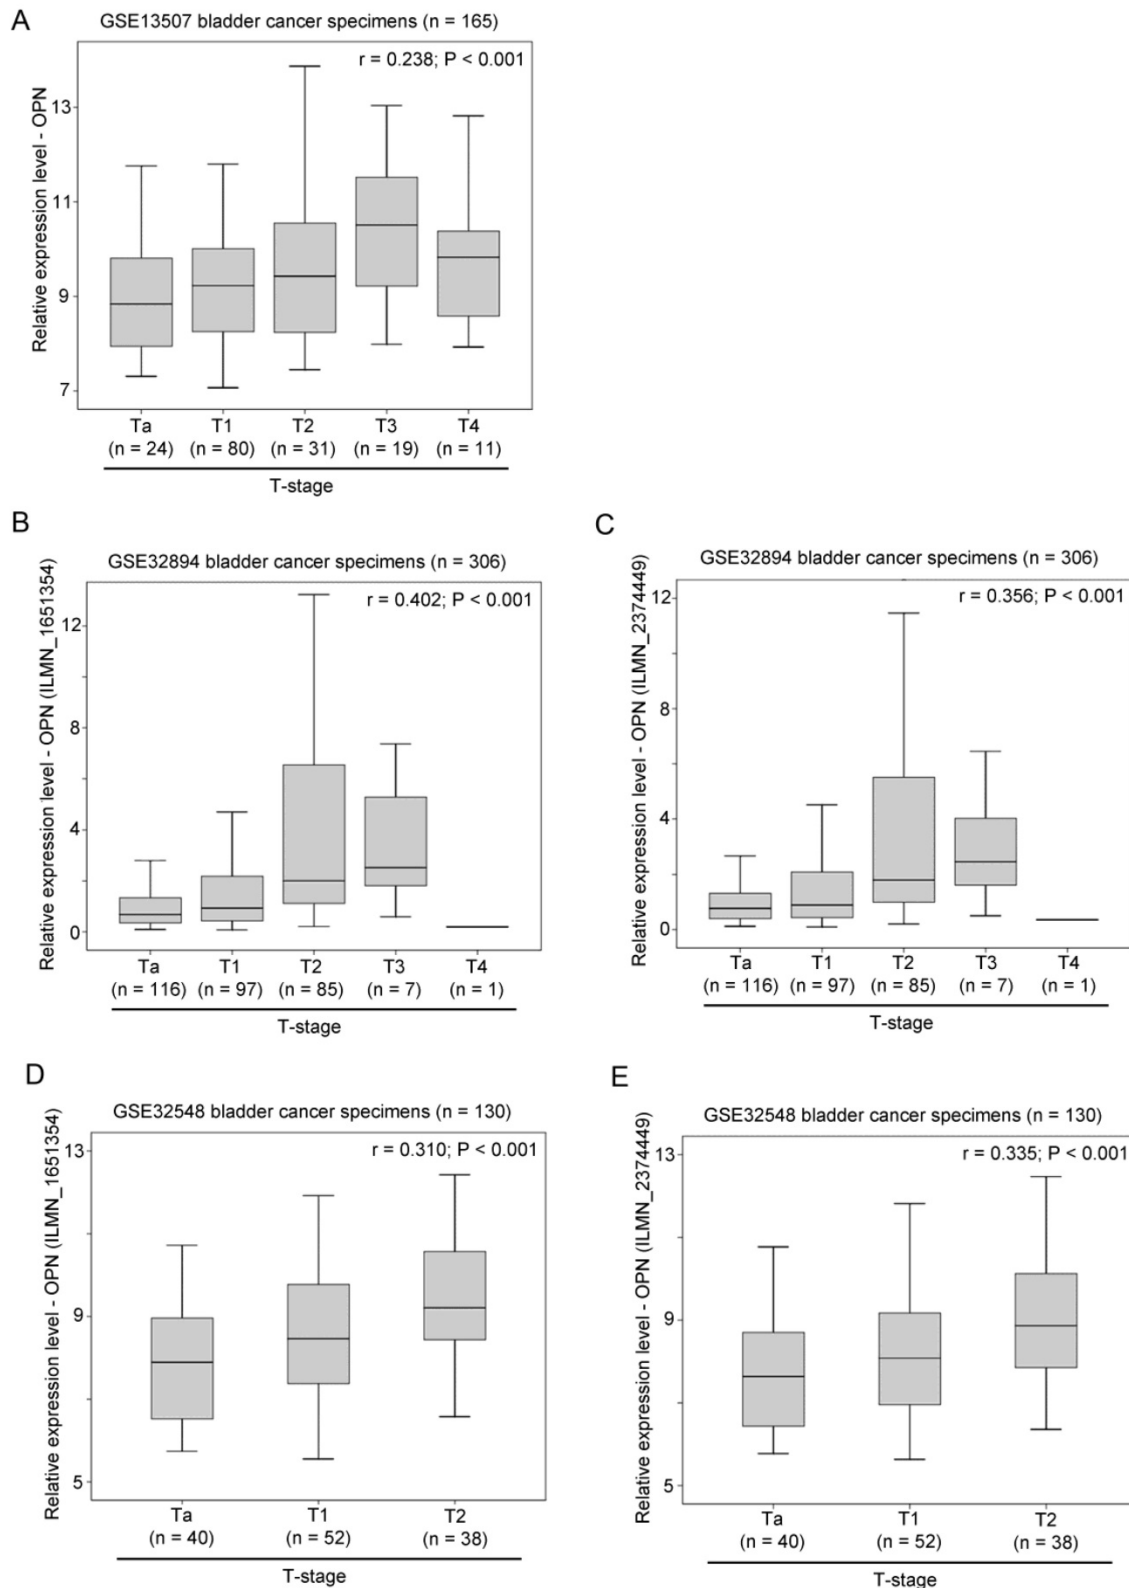 A
GSE13507 bladder cancer specimens (n = 165)
r = 0.238; P < 0.001
Relative expression level - OPN
13
11
9
7
Ta T1 T2 T3 T4
(n = 24) (n = 80) (n = 31) (n = 19) (n = 11)
T-stage
B
GSE32894 bladder cancer specimens (n = 306)
r = 0.402; P < 0.001
Relative expression level - OPN (ILMN_1651354)
12
8
4
0
Ta T1 T2 T3 T4
(n = 116) (n = 97) (n = 85) (n = 7) (n = 1)
T-stage
C
GSE32894 bladder cancer specimens (n = 306)
r = 0.356; P < 0.001
Relative expression level - OPN (ILMN_2374449)
12
8
4
0
Ta T1 T2 T3 T4
(n = 116) (n = 97) (n = 85) (n = 7) (n = 1)
T-stage
D
GSE32548 bladder cancer specimens (n = 130)
r = 0.310; P < 0.001
Relative expression level - OPN (ILMN_1651354)
13
9
5
Ta T1 T2
(n = 40) (n = 52) (n = 38)
T-stage
E
GSE32548 bladder cancer specimens (n = 130)
r = 0.335; P < 0.001
Relative expression level - OPN (ILMN_2374449)
13
9
5
Ta T1 T2
(n = 40) (n = 52) (n = 38)
T-stage